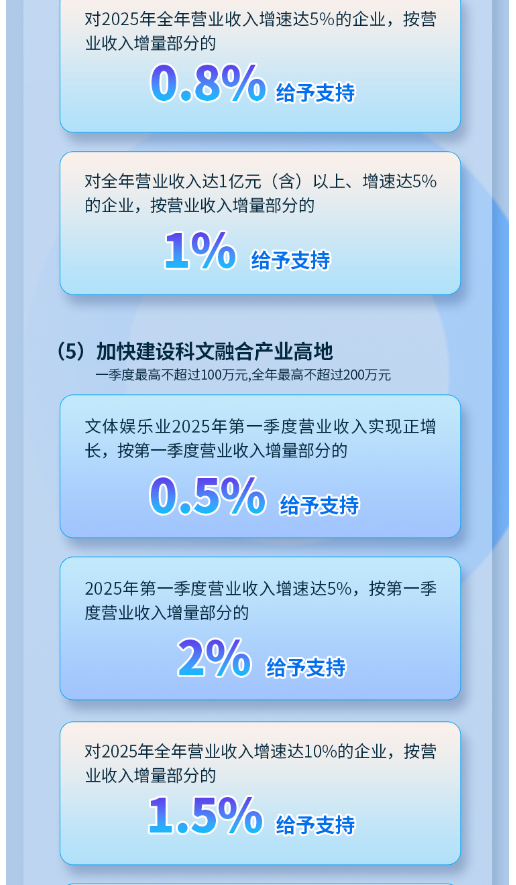 对2025年全年营业收入增速达5%的企业，按营
业收入增量部分的
0.8% 给予支持
对全年营业收入达1亿元（含）以上、增速达5%
的企业，按营业收入增量部分的
1% 给予支持
（5）加快建设科文融合产业高地
一季度最高不超过100万元,全年最高不超过200万元
文体娱乐业2025年第一季度营业收入实现正增
长，按第一季度营业收入增量部分的
0.5% 给予支持
2025年第一季度营业收入增速达5%，按第一季
度营业收入增量部分的
2% 给予支持
对2025年全年营业收入增速达10%的企业，按营
业收入增量部分的
1.5% 给予支持